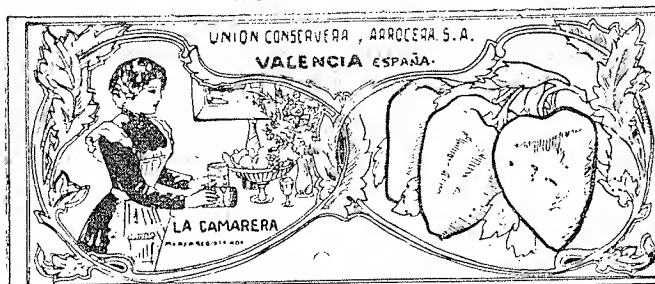 UNION CONSERVERA , ARROCERA. S.A.
VALENCIA ESPAÑA.
LA CAMARERA